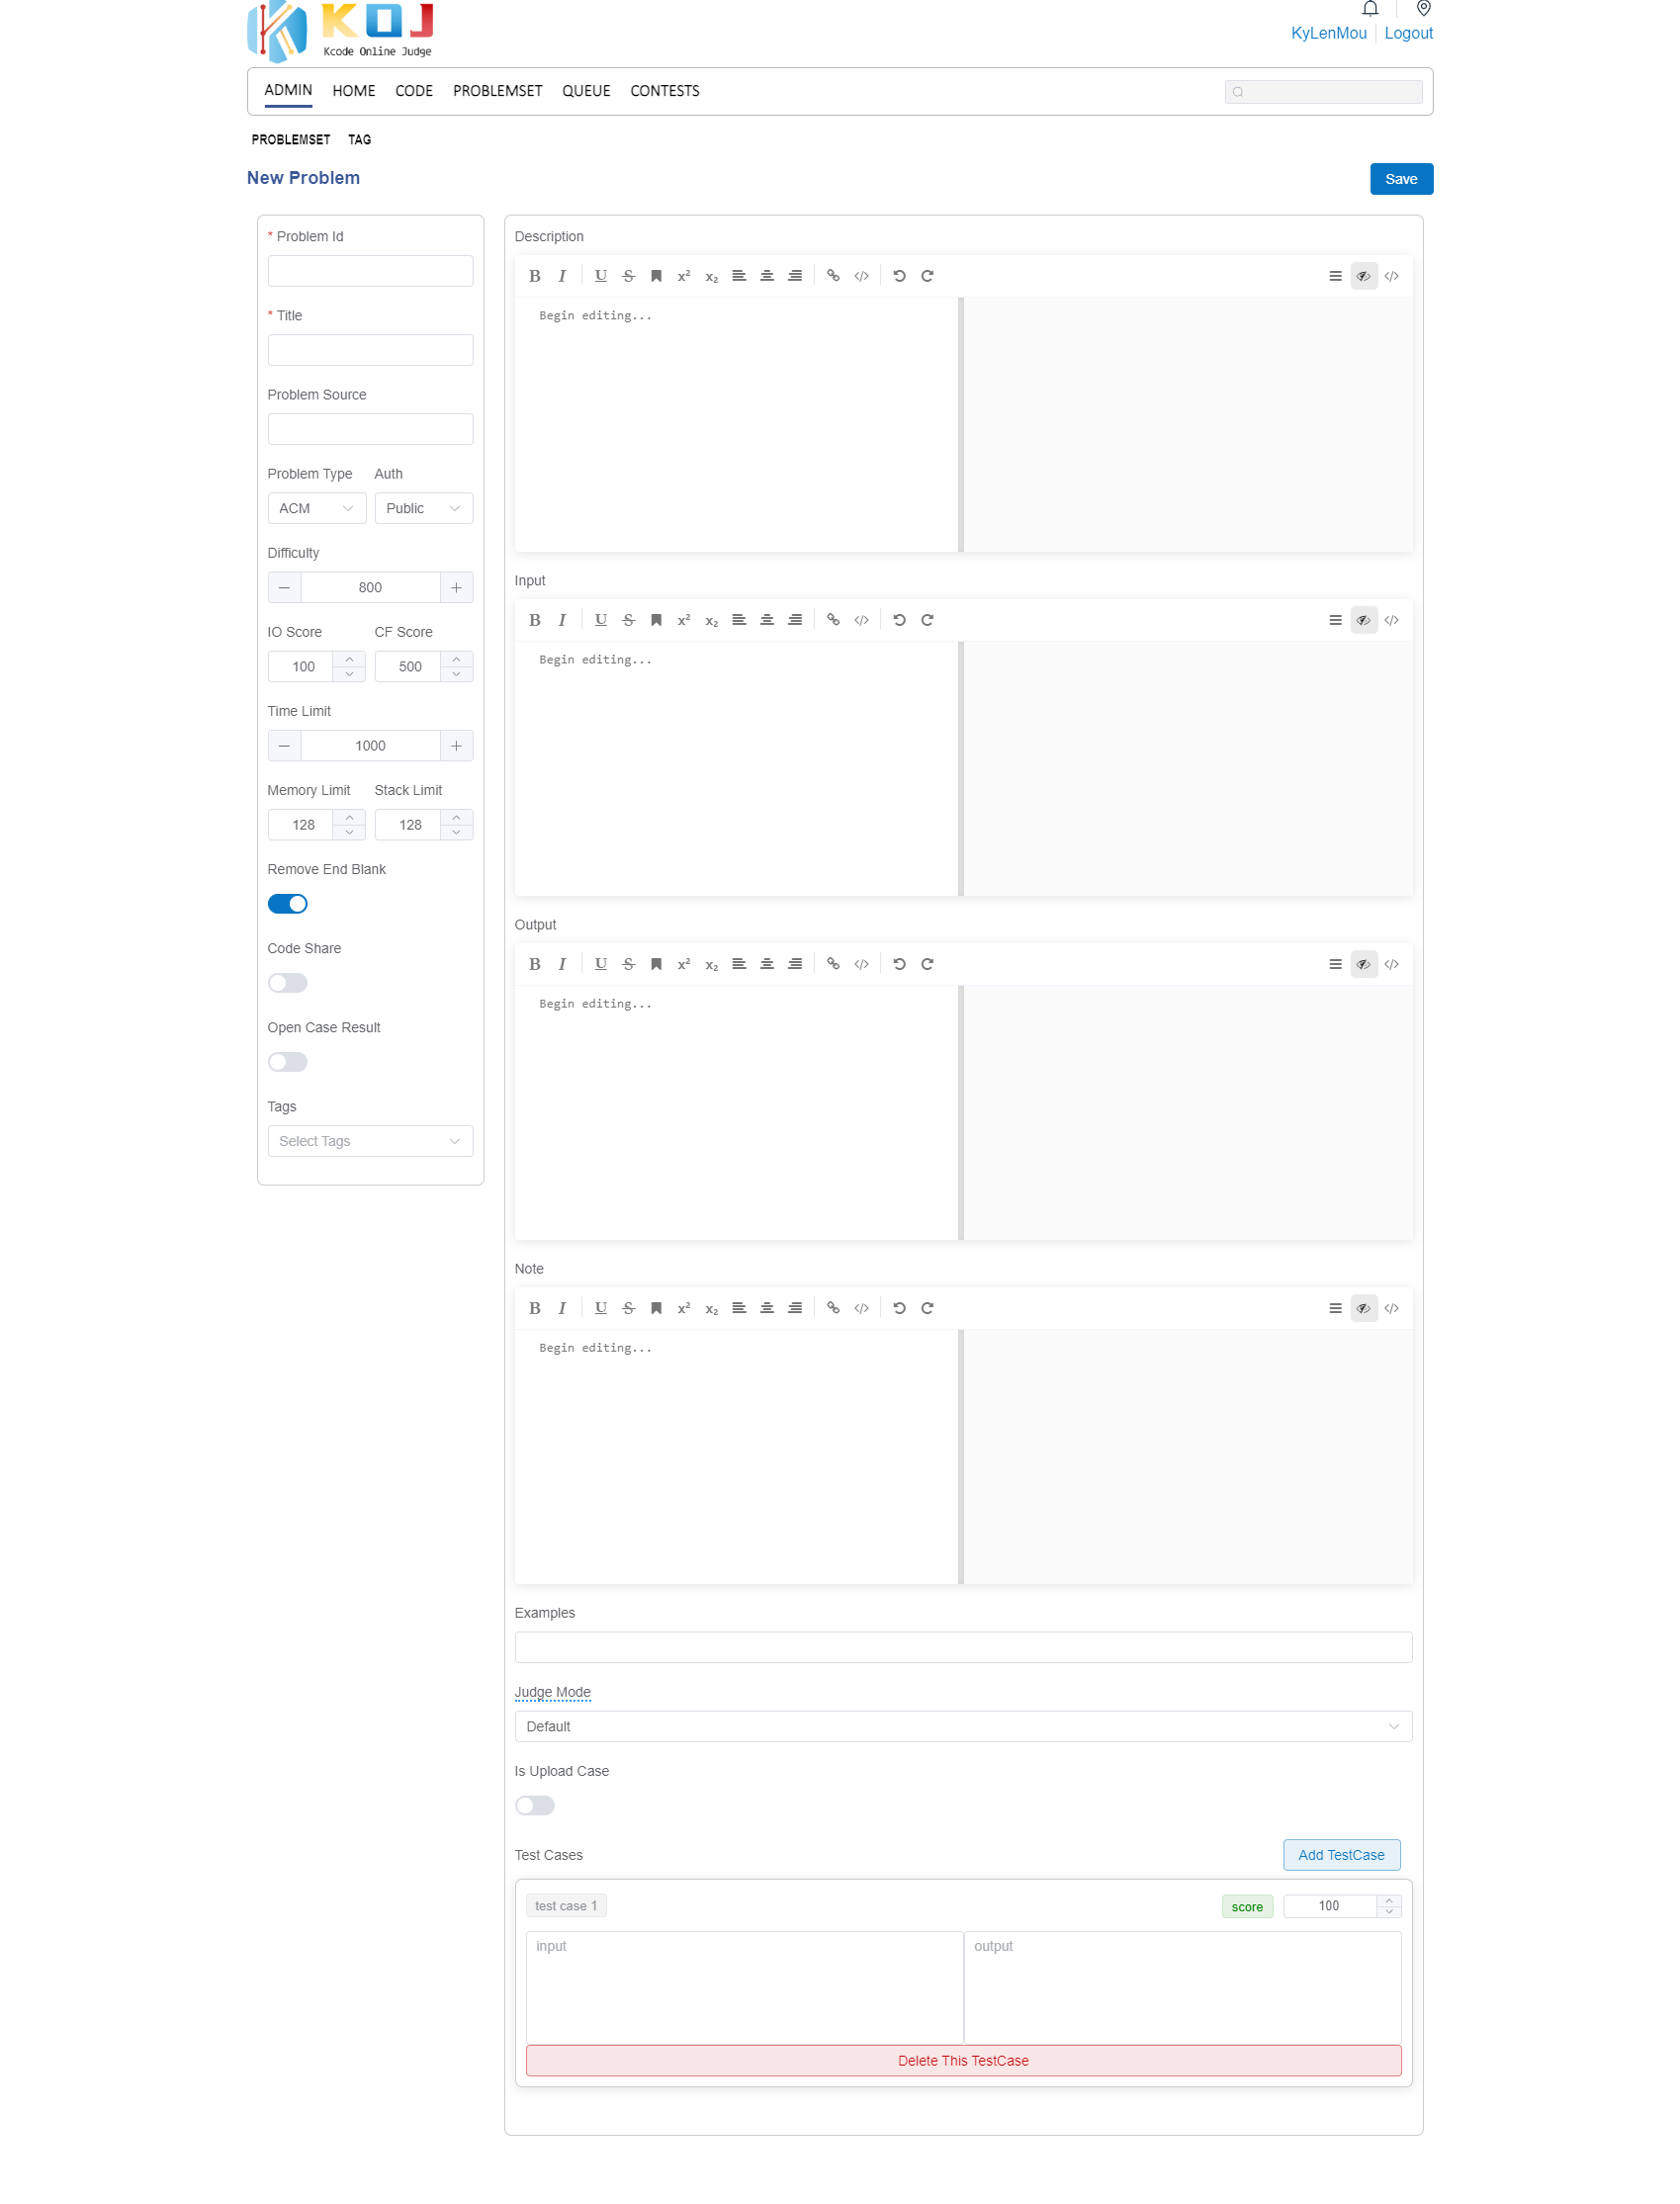 KOJ
Kcode Online Judge
KyLenMou Logout
ADMIN HOME CODE PROBLEMSET QUEUE CONTESTS
PROBLEMSET TAG
New Problem
Save
* Problem Id
* Title
Problem Source
Problem Type Auth
ACM Public
Difficulty
800
IO Score CF Score
100 500
Time Limit
1000
Memory Limit Stack Limit
128 128
Remove End Blank
Code Share
Open Case Result
Tags
Select Tags
Description
B I U S x² x₂
Begin editing...
Input
B I U S x² x₂
Begin editing...
Output
B I U S x² x₂
Begin editing...
Note
B I U S x² x₂
Begin editing...
Examples
Judge Mode
Default
Is Upload Case
Test Cases
Add TestCase
test case 1
score 100
input output
Delete This TestCase